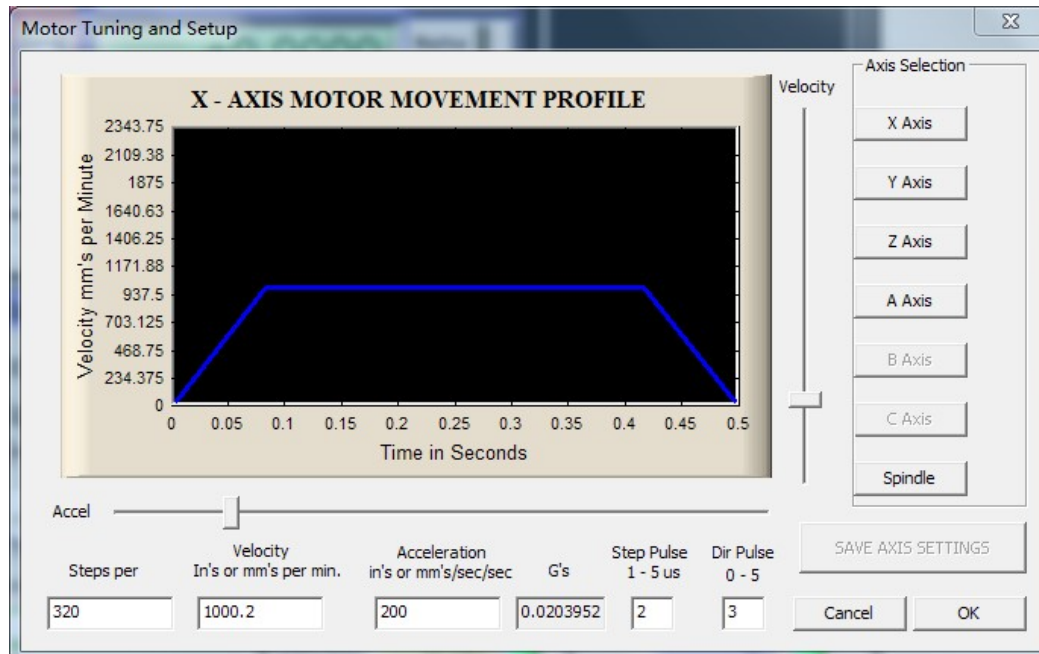 Motor Tuning and Setup
X - AXIS MOTOR MOVEMENT PROFILE
Velocity mm's per Minute
2343.75
2109.38
1875
1640.63
1406.25
1171.88
937.5
703.125
468.75
234.375
0
0 0.05 0.1 0.15 0.2 0.25 0.3 0.35 0.4 0.45 0.5
Time in Seconds
Velocity
Axis Selection
X Axis
Y Axis
Z Axis
A Axis
B Axis
C Axis
Spindle
Accel
Steps per
Velocity
In's or mm's per min.
Acceleration
in's or mm's/sec/sec
G's
Step Pulse
1 - 5 us
Dir Pulse
0 - 5
320 1000.2 200 0.0203952 2 3
SAVE AXIS SETTINGS
Cancel OK